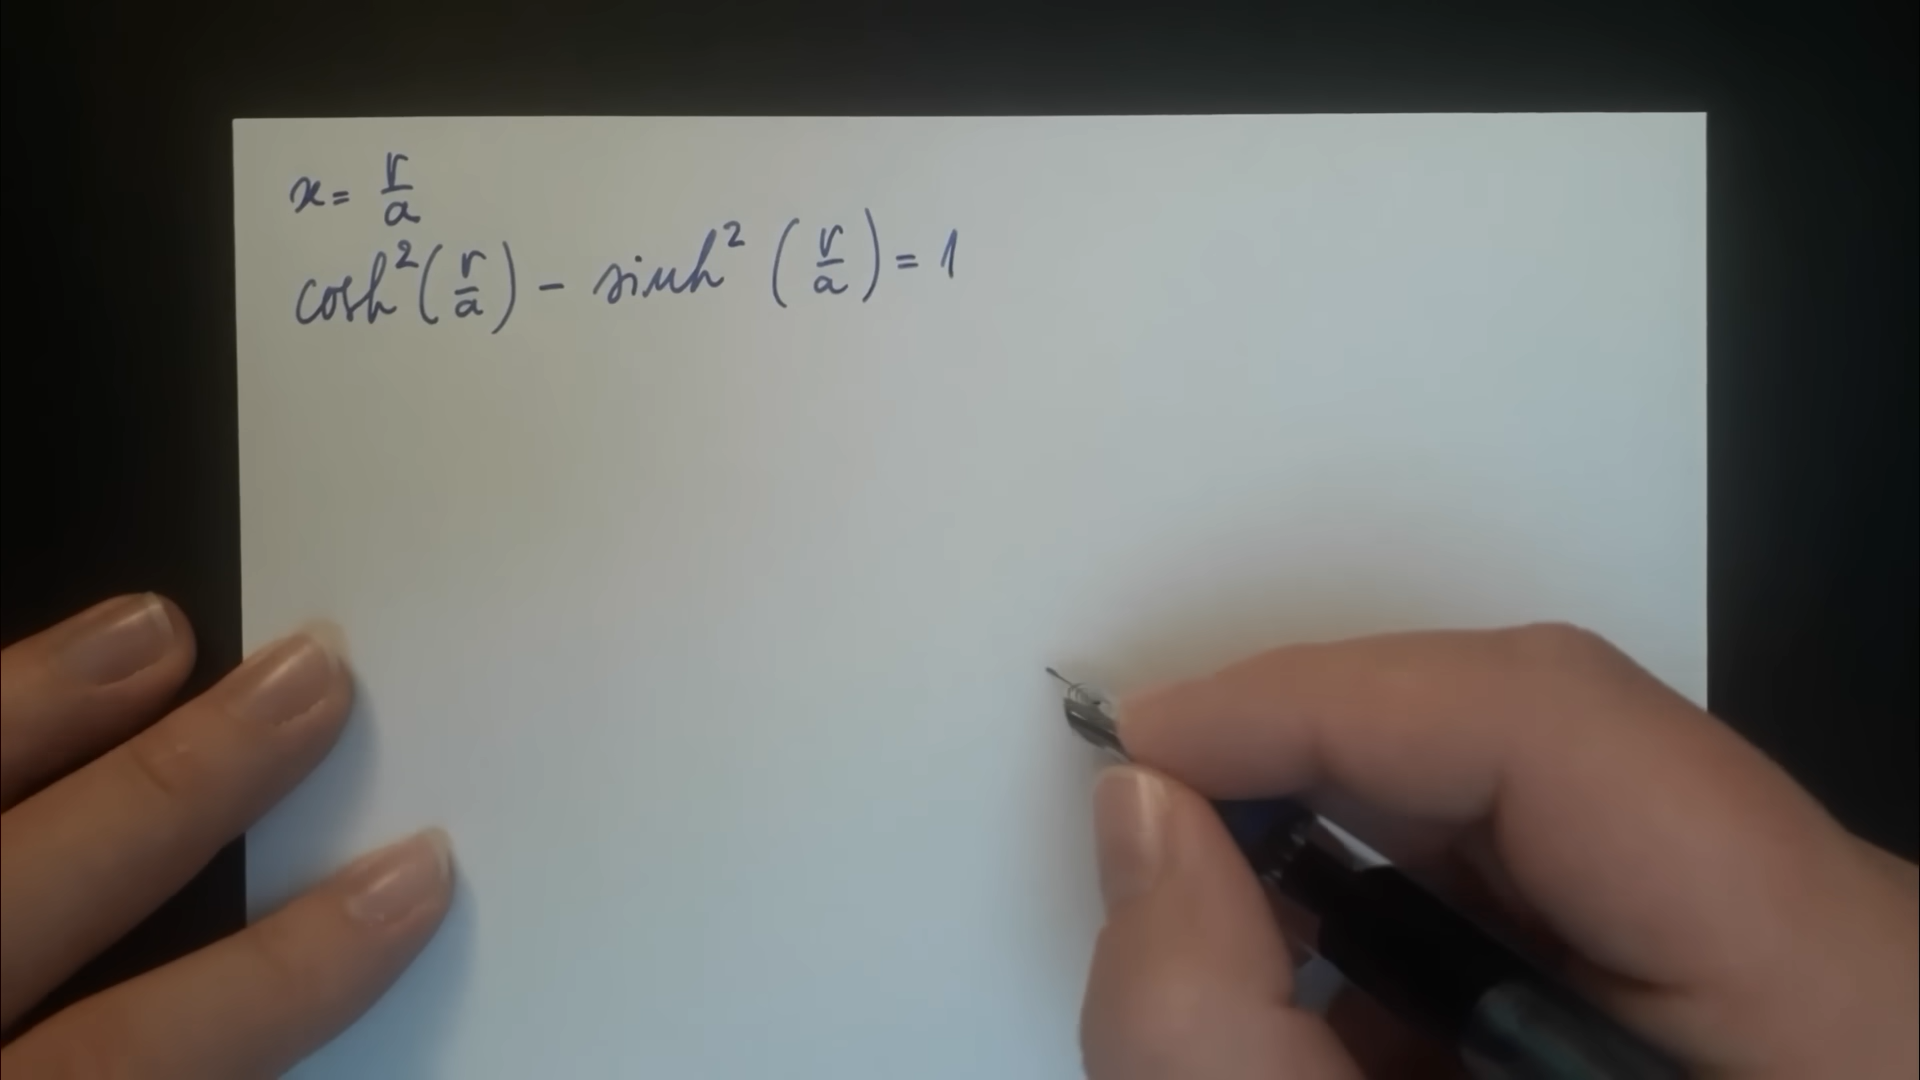 x = r/a
cosh²(r/a) - sinh²(r/a) = 1